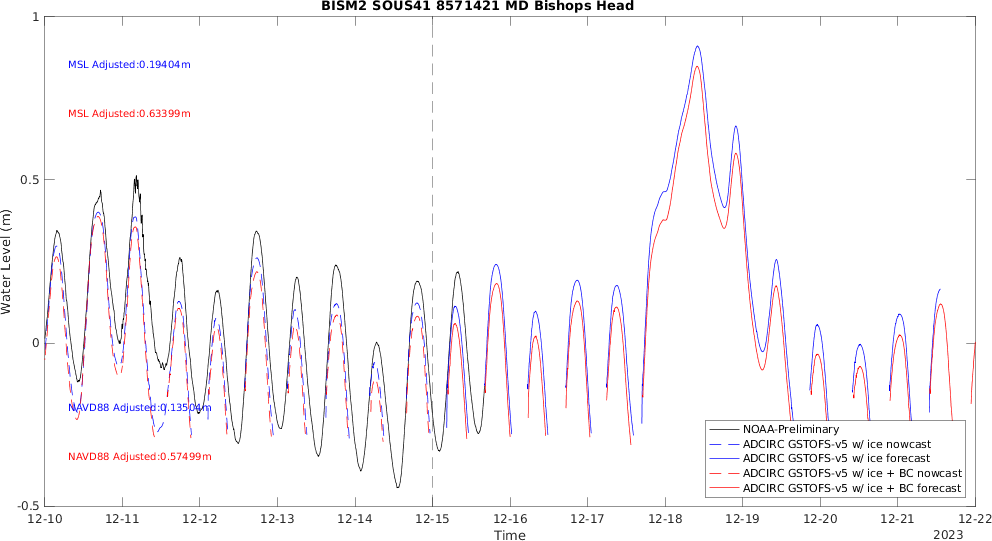 BISM2 SOUS41 8571421 MD Bishops Head
Water Level (m)
1
0.5
0
-0.5
MSL Adjusted:0.19404m
MSL Adjusted:0.63399m
NAVD88 Adjusted:0.13504m
NAVD88 Adjusted:0.57499m
NOAA-Preliminary
ADCIRC GSTOFS-v5 w/ ice nowcast
ADCIRC GSTOFS-v5 w/ ice forecast
ADCIRC GSTOFS-v5 w/ ice + BC nowcast
ADCIRC GSTOFS-v5 w/ ice + BC forecast
12-10 12-11 12-12 12-13 12-14 12-15 12-16 12-17 12-18 12-19 12-20 12-21 12-22
Time
2023